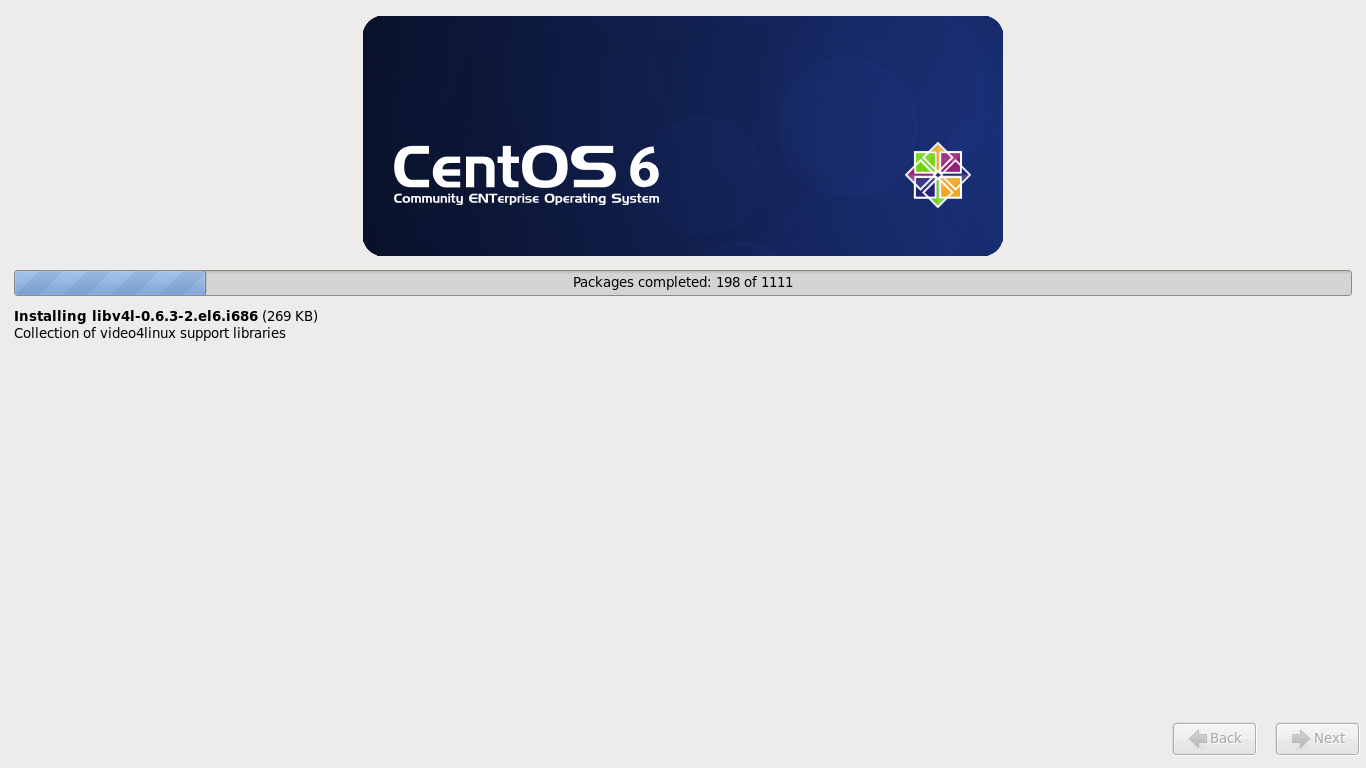 CentOS 6
Community ENTerprise Operating System
Packages completed: 198 of 1111
Installing libv4l-0.6.3-2.el6.i686 (269 KB)
Collection of video4linux support libraries
Back Next